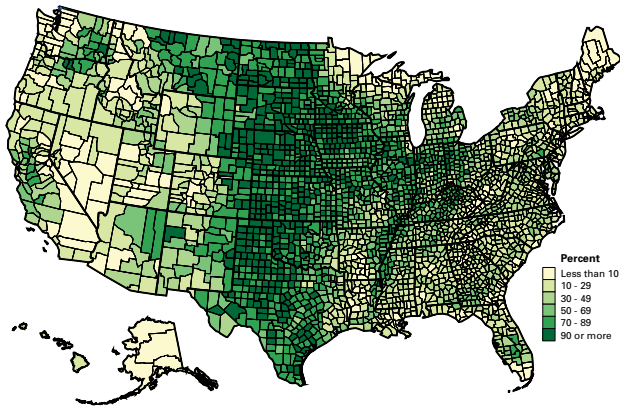 Percent
Less than 10
10 - 29
30 - 49
50 - 69
70 - 89
90 or more